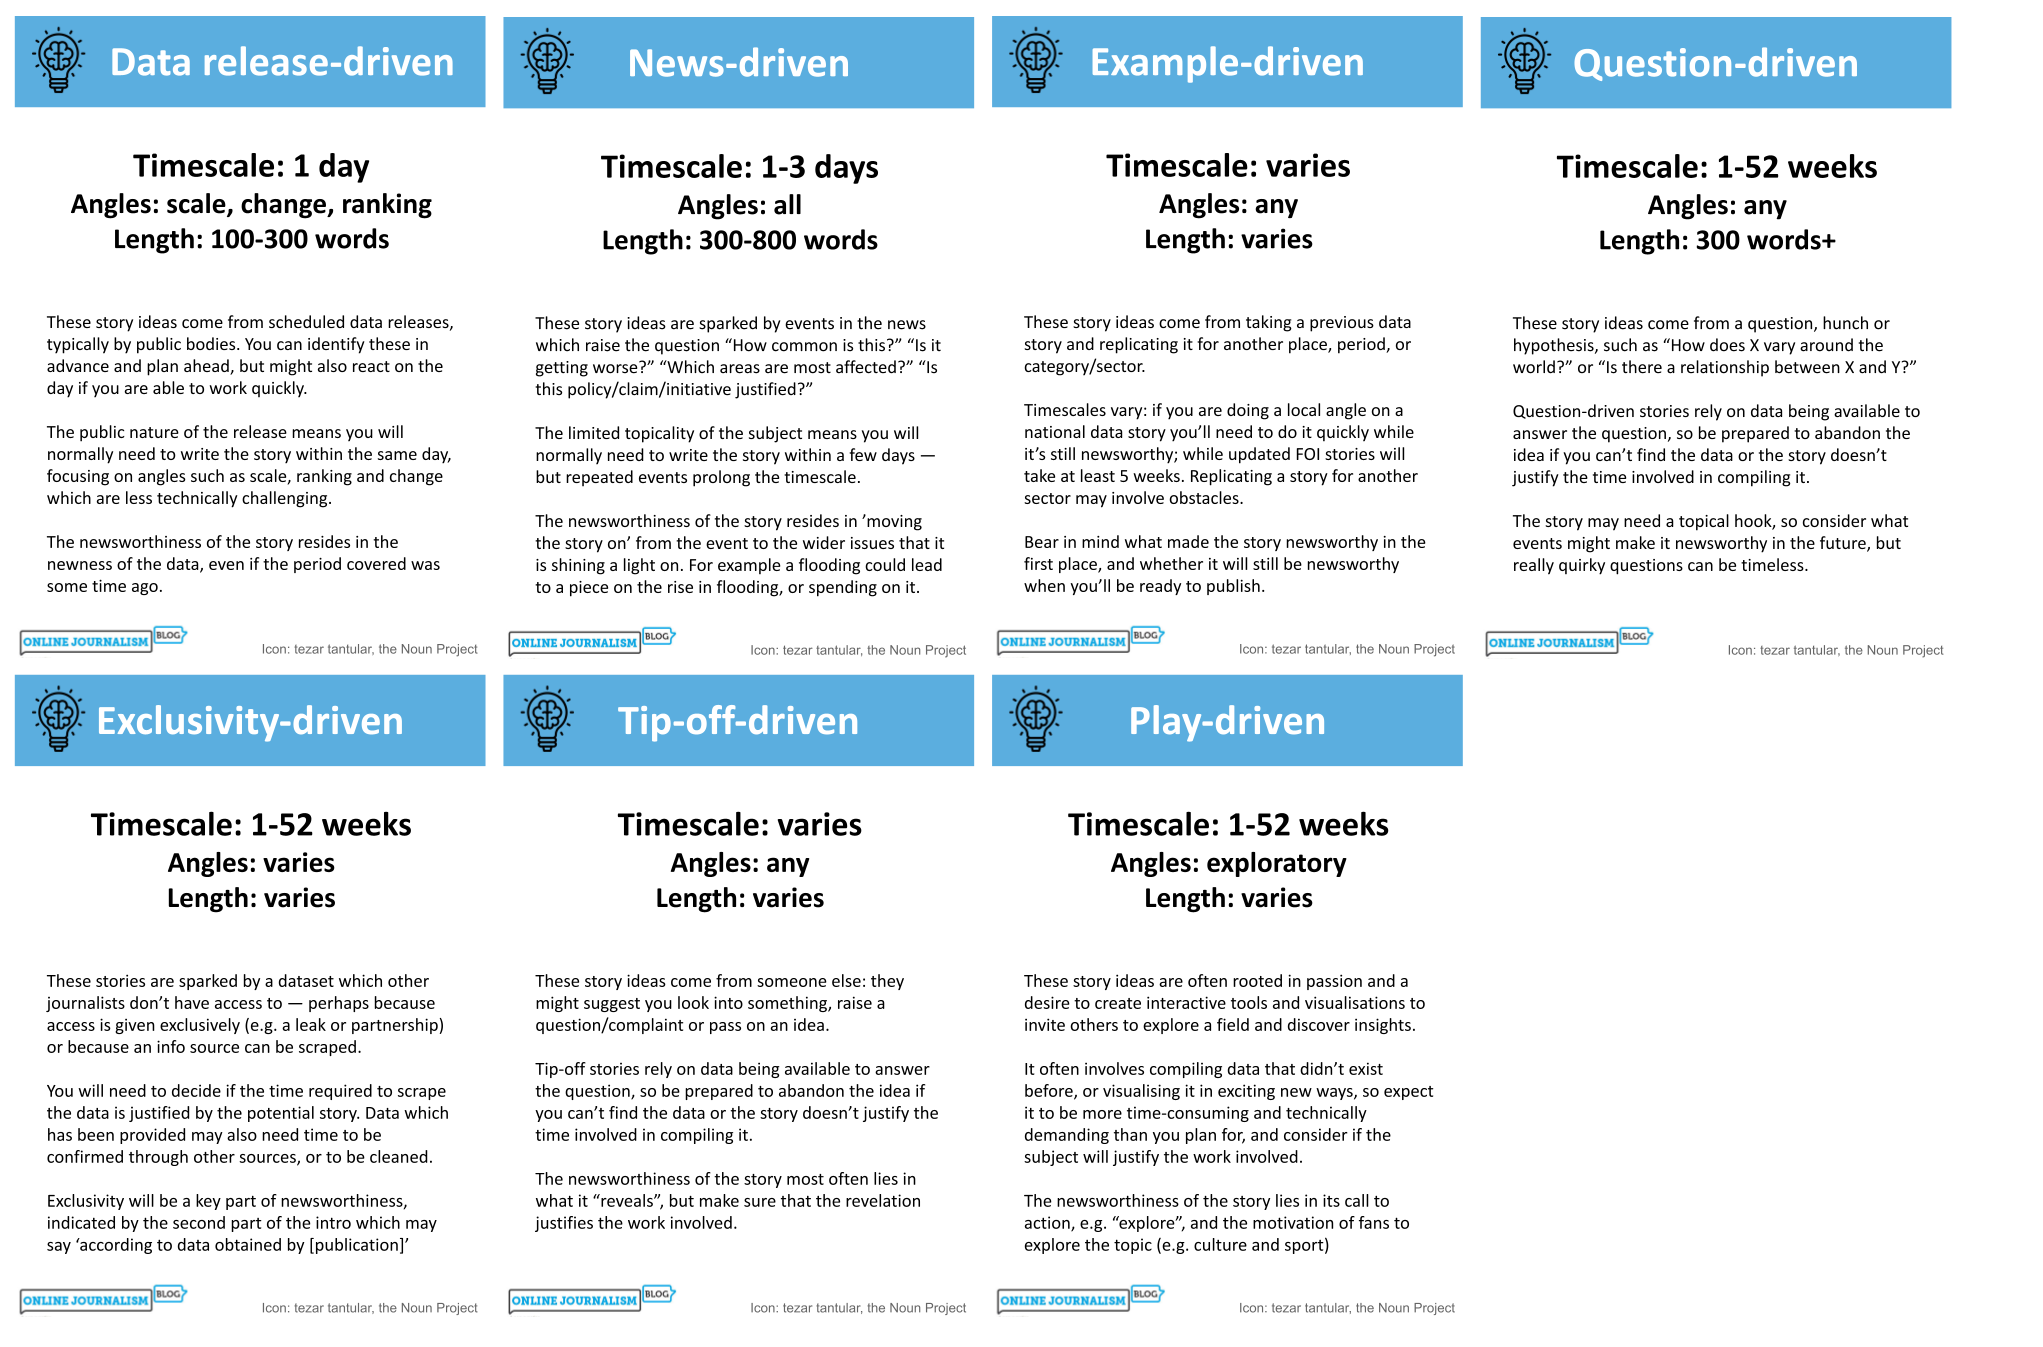 Data release-driven
Timescale: 1 day
Angles: scale, change, ranking
Length: 100-300 words
These story ideas come from scheduled data releases,
typically by public bodies. You can identify these in
advance and plan ahead, but might also react on the
day if you are able to work quickly.
The public nature of the release means you will
normally need to write the story within the same day,
focusing on angles such as scale, ranking and change
which are less technically challenging.
The newsworthiness of the story resides in the
newness of the data, even if the period covered was
some time ago.
ONLINE JOURNALISM BLOG
Icon: tezar tantular, the Noun Project
News-driven
Timescale: 1-3 days
Angles: all
Length: 300-800 words
These story ideas are sparked by events in the news
which raise the question “How common is this?” “Is it
getting worse?” “Which areas are most affected?” “Is
this policy/claim/initiative justified?”
The limited topicality of the subject means you will
normally need to write the story within a few days —
but repeated events prolong the timescale.
The newsworthiness of the story resides in ’moving
the story on’ from the event to the wider issues that it
is shining a light on. For example a flooding could lead
to a piece on the rise in flooding, or spending on it.
ONLINE JOURNALISM BLOG
Icon: tezar tantular, the Noun Project
Example-driven
Timescale: varies
Angles: any
Length: varies
These story ideas come from taking a previous data
story and replicating it for another place, period, or
category/sector.
Timescales vary: if you are doing a local angle on a
national data story you’ll need to do it quickly while
it’s still newsworthy; while updated FOI stories will
take at least 5 weeks. Replicating a story for another
sector may involve obstacles.
Bear in mind what made the story newsworthy in the
first place, and whether it will still be newsworthy
when you’ll be ready to publish.
ONLINE JOURNALISM BLOG
Icon: tezar tantular, the Noun Project
Question-driven
Timescale: 1-52 weeks
Angles: any
Length: 300 words+
These story ideas come from a question, hunch or
hypothesis, such as “How does X vary around the
world?” or “Is there a relationship between X and Y?”
Question-driven stories rely on data being available to
answer the question, so be prepared to abandon the
idea if you can’t find the data or the story doesn’t
justify the time involved in compiling it.
The story may need a topical hook, so consider what
events might make it newsworthy in the future, but
really quirky questions can be timeless.
ONLINE JOURNALISM BLOG
Icon: tezar tantular, the Noun Project
Exclusivity-driven
Timescale: 1-52 weeks
Angles: varies
Length: varies
These stories are sparked by a dataset which other
journalists don’t have access to — perhaps because
access is given exclusively (e.g. a leak or partnership)
or because an info source can be scraped.
You will need to decide if the time required to scrape
the data is justified by the potential story. Data which
has been provided may also need time to be
confirmed through other sources, or to be cleaned.
Exclusivity will be a key part of newsworthiness,
indicated by the second part of the intro which may
say ‘according to data obtained by [publication]’
ONLINE JOURNALISM BLOG
Icon: tezar tantular, the Noun Project
Tip-off-driven
Timescale: varies
Angles: any
Length: varies
These story ideas come from someone else: they
might suggest you look into something, raise a
question/complaint or pass on an idea.
Tip-off stories rely on data being available to answer
the question, so be prepared to abandon the idea if
you can’t find the data or the story doesn’t justify the
time involved in compiling it.
The newsworthiness of the story most often lies in
what it “reveals”, but make sure that the revelation
justifies the work involved.
ONLINE JOURNALISM BLOG
Icon: tezar tantular, the Noun Project
Play-driven
Timescale: 1-52 weeks
Angles: exploratory
Length: varies
These story ideas are often rooted in passion and a
desire to create interactive tools and visualisations to
invite others to explore a field and discover insights.
It often involves compiling data that didn’t exist
before, or visualising it in exciting new ways, so expect
it to be more time-consuming and technically
demanding than you plan for, and consider if the
subject will justify the work involved.
The newsworthiness of the story lies in its call to
action, e.g. “explore”, and the motivation of fans to
explore the topic (e.g. culture and sport)
ONLINE JOURNALISM BLOG
Icon: tezar tantular, the Noun Project